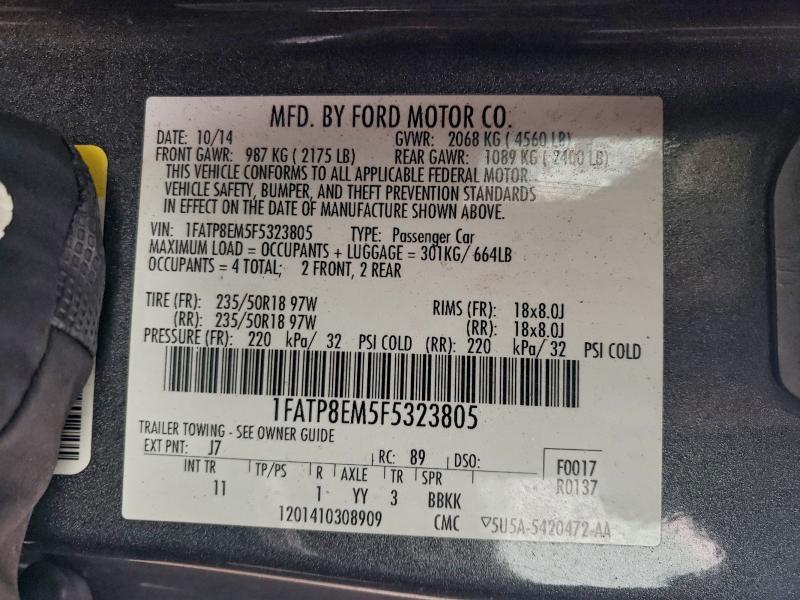 MFD. BY FORD MOTOR CO.
DATE: 10/14 GVWR: 2068 KG ( 4560 LB)
FRONT GAWR: 987 KG ( 2175 LB) REAR GAWR: 1089 KG ( 2400 LB)
THIS VEHICLE CONFORMS TO ALL APPLICABLE FEDERAL MOTOR
VEHICLE SAFETY, BUMPER, AND THEFT PREVENTION STANDARDS
IN EFFECT ON THE DATE OF MANUFACTURE SHOWN ABOVE.
VIN: 1FATP8EM5F5323805 TYPE: Passenger Car
MAXIMUM LOAD = OCCUPANTS + LUGGAGE = 301KG/ 664LB
OCCUPANTS = 4 TOTAL; 2 FRONT, 2 REAR
TIRE (FR): 235/50R18 97W RIMS (FR): 18x8.0J
(RR): 235/50R18 97W (RR): 18x8.0J
PRESSURE (FR): 220 kPa/ 32 PSI COLD (RR): 220 kPa/ 32 PSI COLD
1FATP8EM5F5323805
TRAILER TOWING - SEE OWNER GUIDE
EXT PNT: J7 RC: 89 DSO: F0017
R0137
INT TR TP/PS R AXLE TR SPR
11 1 YY 3 BBKK
1201410308909 CMC ▽5U5A-5420472-AA